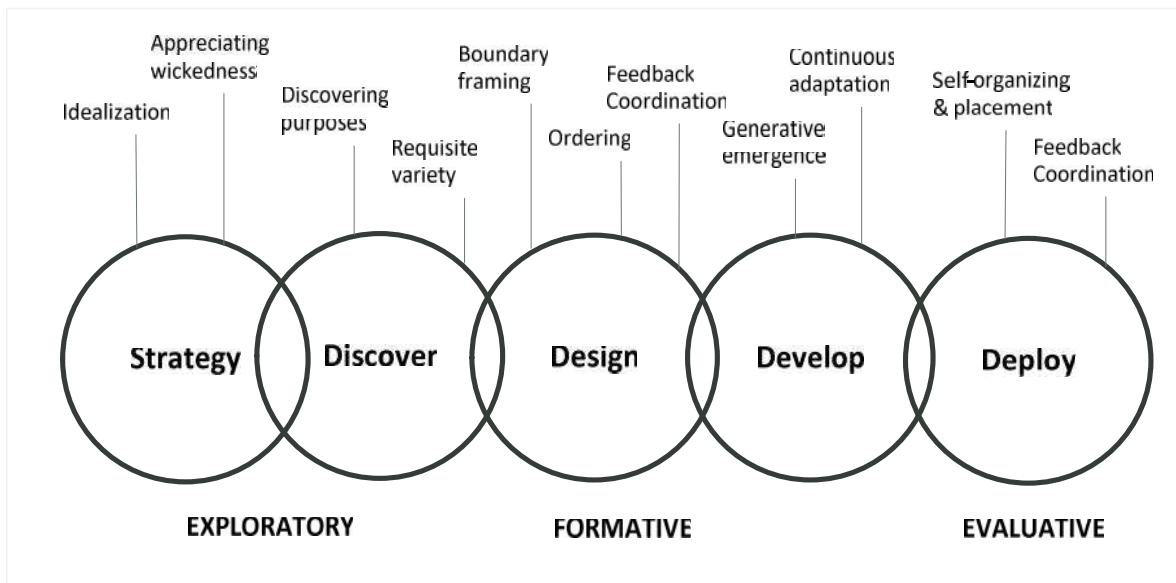 Appreciating
wickedness
Idealization
Discovering
purposes
Requisite
variety
Boundary
framing
Ordering
Feedback
Coordination
Generative
emergence
Continuous
adaptation
Self-organizing
& placement
Feedback
Coordination
Strategy
Discover
Design
Develop
Deploy
EXPLORATORY
FORMATIVE
EVALUATIVE